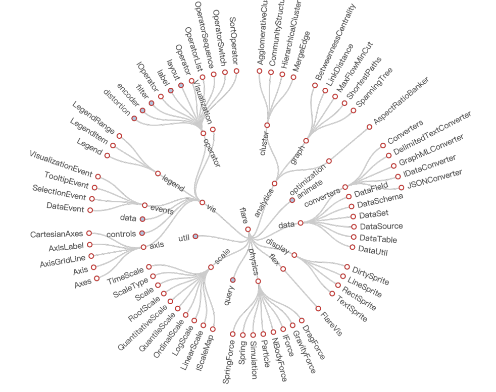 flare
analytics
cluster
AgglomerativeClu
CommunityStructu
HierarchicalCluster
MergeEdge
graph
BetweennessCentrality
LinkDistance
MaxFlowMinCut
ShortestPaths
SpanningTree
optimization
AspectRatioBanker
animate
data
converters
Converters
DelimitedTextConverter
GraphMLConverter
IDataConverter
JSONConverter
DataField
DataSchema
DataSet
DataSource
DataTable
DataUtil
display
DirtySprite
LineSprite
RectSprite
TextSprite
flex
FlareVis
physics
DragForce
GravityForce
IForce
NBodyForce
Particle
Simulation
Spring
SpringForce
query
scale
IScaleMap
LinearScale
LogScale
OrdinalScale
QuantileScale
QuantitativeScale
RootScale
Scale
ScaleType
TimeScale
util
vis
axis
Axes
Axis
AxisGridLine
AxisLabel
CartesianAxes
controls
data
events
DataEvent
SelectionEvent
TooltipEvent
VisualizationEvent
legend
Legend
LegendItem
LegendRange
operator
distortion
encoder
filter
IOperator
label
layout
Operator
OperatorList
OperatorSequence
OperatorSwitch
SortOperator
Visualization